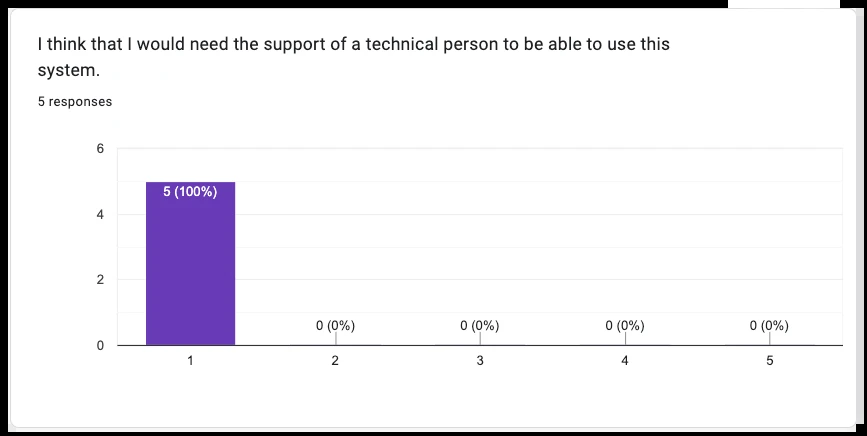 I think that I would need the support of a technical person to be able to use this
system.
5 responses
6
5 (100%)
4
2
0 (0%) 0 (0%) 0 (0%) 0 (0%)
0
1 2 3 4 5